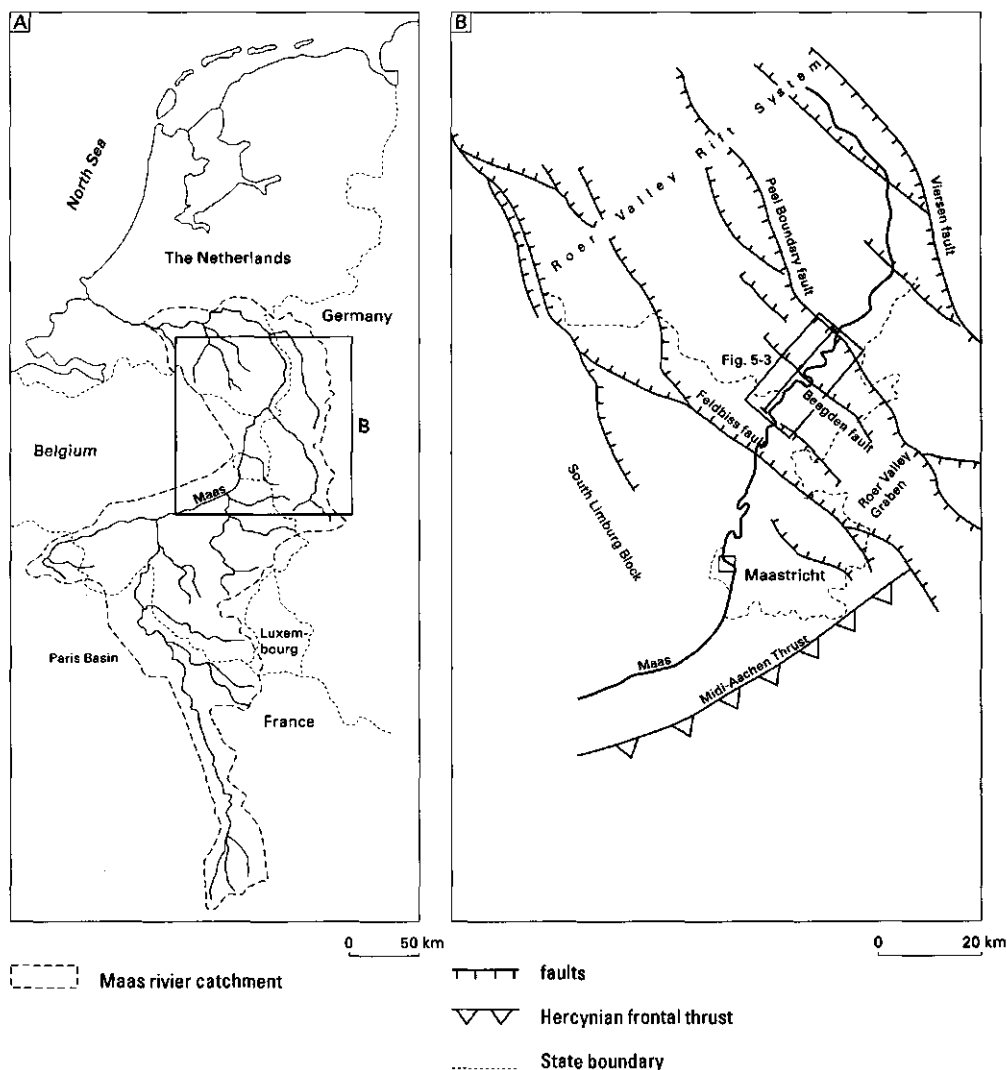 A
North Sea
The Netherlands
Germany
B
Belgium
Maas
Luxem-
bourg
Paris Basin
France
0 50 km
Maas rivier catchment
B
Roer Valley Rift System
Peel Boundary fault
Viersen fault
Fig. 5-3
Beegden fault
Feldbiss fault
Roer Valley
Graben
South Limburg Block
Maastricht
Maas
Midi-Aachen Thrust
0 20 km
faults
Hercynian frontal thrust
State boundary